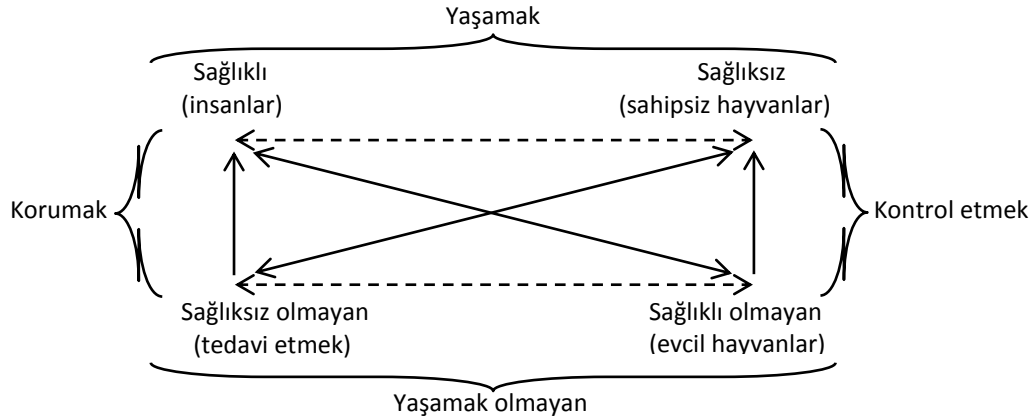 Yaşamak
Sağlıklı
(insanlar)
Sağlıksız
(sahipsiz hayvanlar)
Korumak
Kontrol etmek
Sağlıksız olmayan
(tedavi etmek)
Sağlıklı olmayan
(evcil hayvanlar)
Yaşamak olmayan